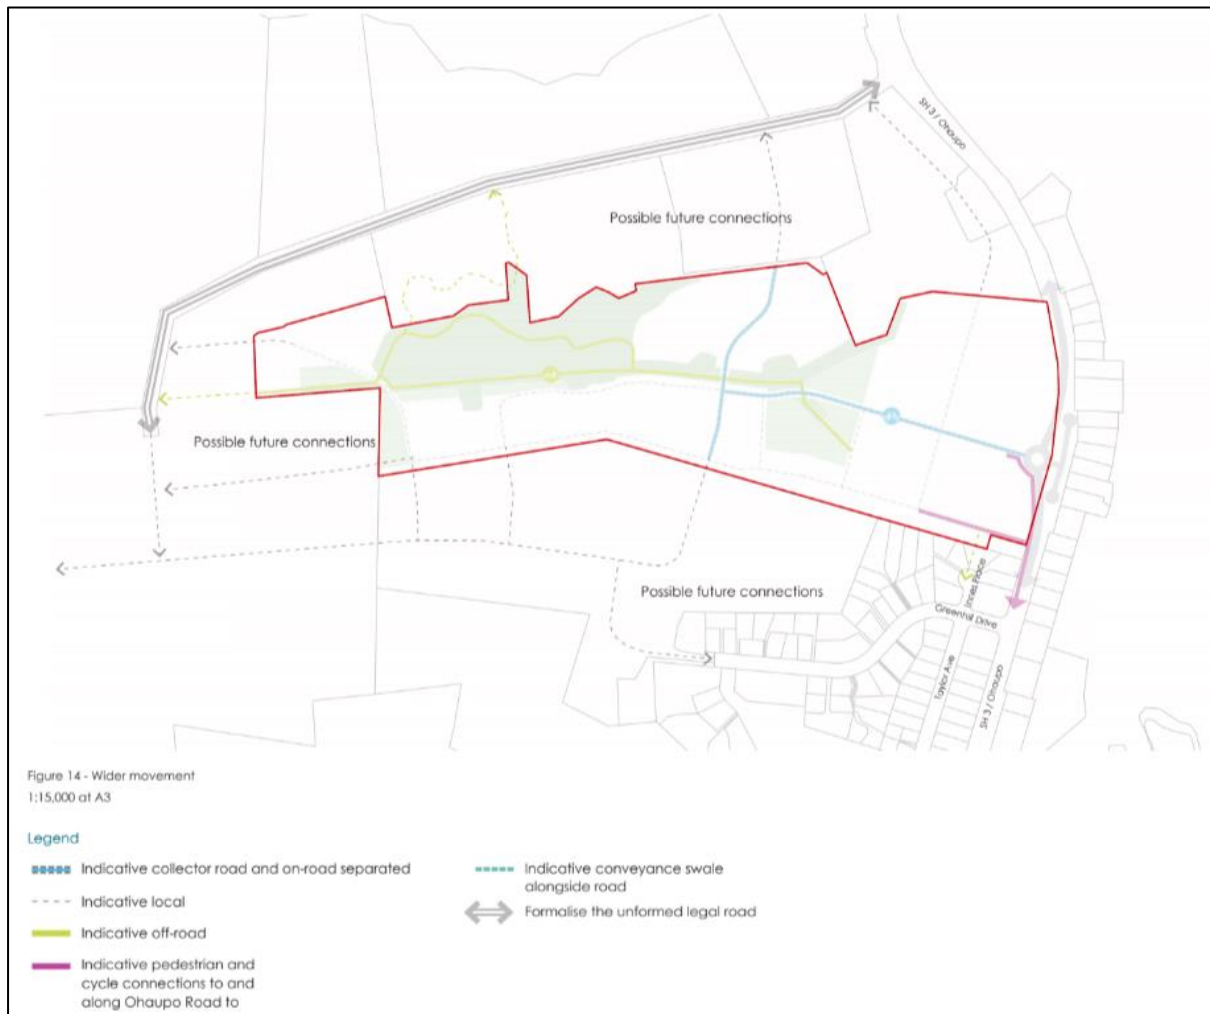 SH 3 / Ohaupo
Possible future connections
Possible future connections
Possible future connections
Innes Place
Greenhill Drive
Taylor Ave
SH 3 / Ohaupo
Figure 14 - Wider movement
1:15,000 at A3
Legend
Indicative collector road and on-road separated
Indicative local
Indicative off-road
Indicative pedestrian and
cycle connections to and
along Ohaupo Road to
Indicative conveyance swale
alongside road
Formalise the unformed legal road